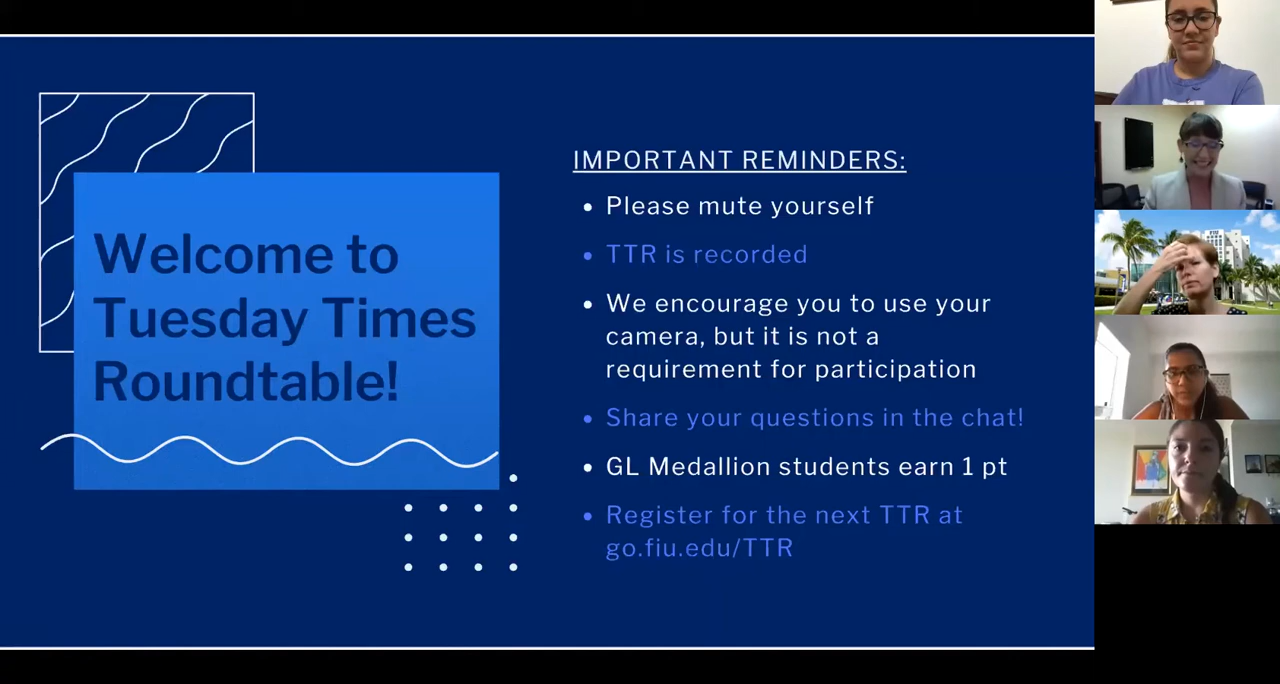 Welcome to
Tuesday Times
Roundtable!
IMPORTANT REMINDERS:
Please mute yourself
TTR is recorded
We encourage you to use your
camera, but it is not a
requirement for participation
Share your questions in the chat!
GL Medallion students earn 1 pt
Register for the next TTR at
go.fiu.edu/TTR
FIU